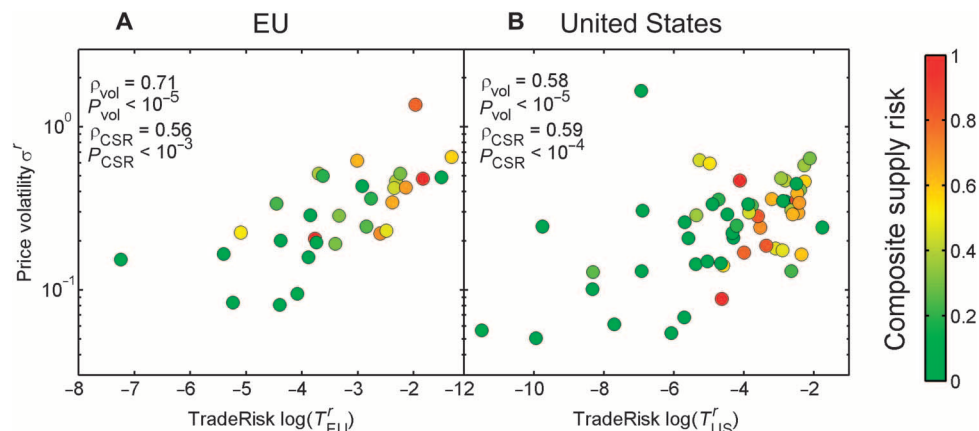 A EU B United States
ρvol = 0.71
Pvol < 10−5
ρCSR = 0.56
PCSR < 10−3
ρvol = 0.58
Pvol < 10−5
ρCSR = 0.59
PCSR < 10−4
Price volatility σr
100
10−1
−8 −7 −6 −5 −4 −3 −2 −1 −12 −10 −8 −6 −4 −2
TradeRisk log(TrEU) TradeRisk log(TrUS)
1
0.8
0.6
0.4
0.2
0
Composite supply risk